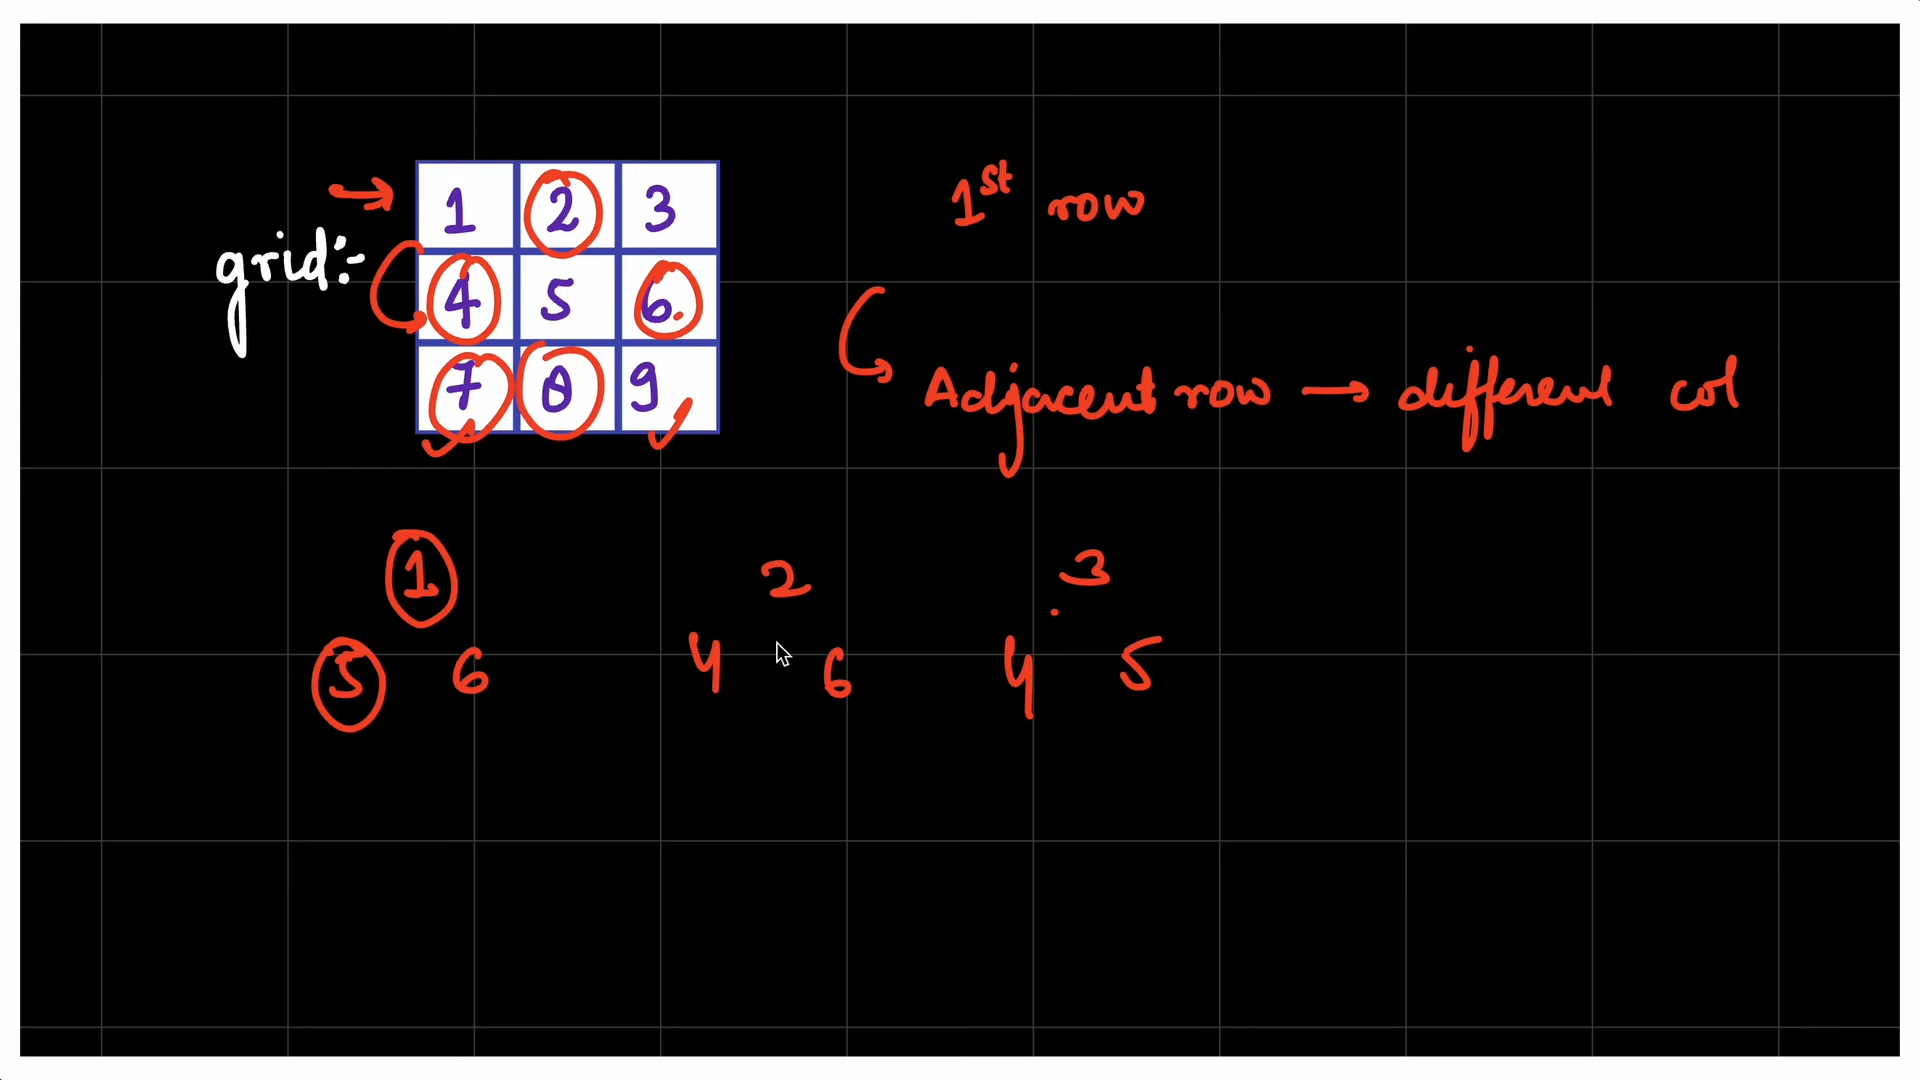 1 2 3
1st row
grid:-
4 5 6.
7 8 9
Adjacent row → different col
1 2 3
5 6 4 6 4 5